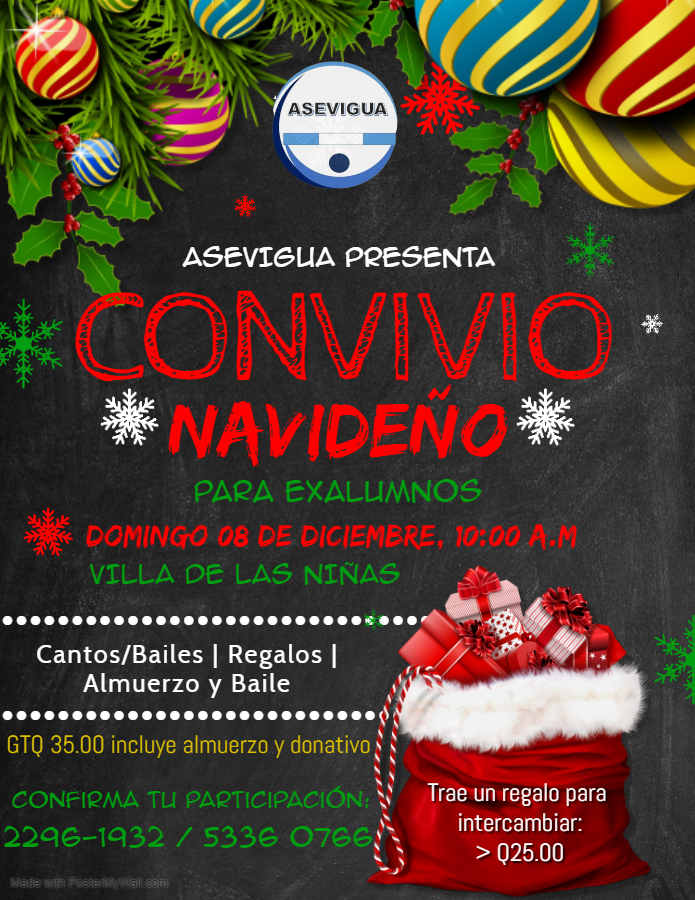 ASEVIGUA
ASEVIGUA PRESENTA
CONVIVIO
NAVIDEÑO
PARA EXALUMNOS
DOMINGO 08 DE DICIEMBRE, 10:00 A.M
VILLA DE LAS NIÑAS
Cantos/Bailes | Regalos |
Almuerzo y Baile
GTQ 35.00 incluye almuerzo y donativo
CONFIRMA TU PARTICIPACIÓN:
2296-1932 / 5336 0766
Trae un regalo para
intercambiar:
> Q25.00
Made with PosterMyWall.com